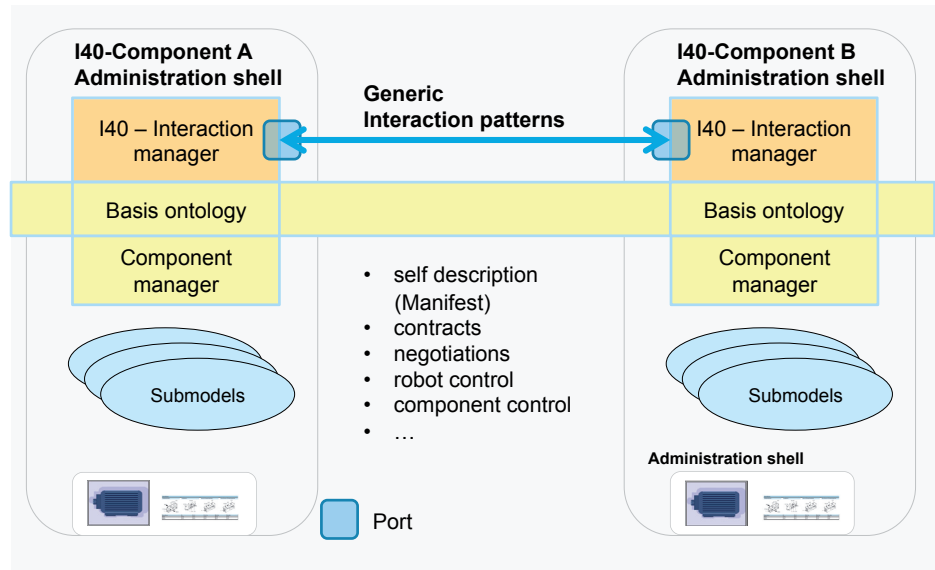 I40-Component A
Administration shell
I40 – Interaction
manager
Basis ontology
Component
manager
Submodels
Generic
Interaction patterns
• self description
(Manifest)
• contracts
• negotiations
• robot control
• component control
• …
Port
I40-Component B
Administration shell
I40 – Interaction
manager
Basis ontology
Component
manager
Submodels
Administration shell